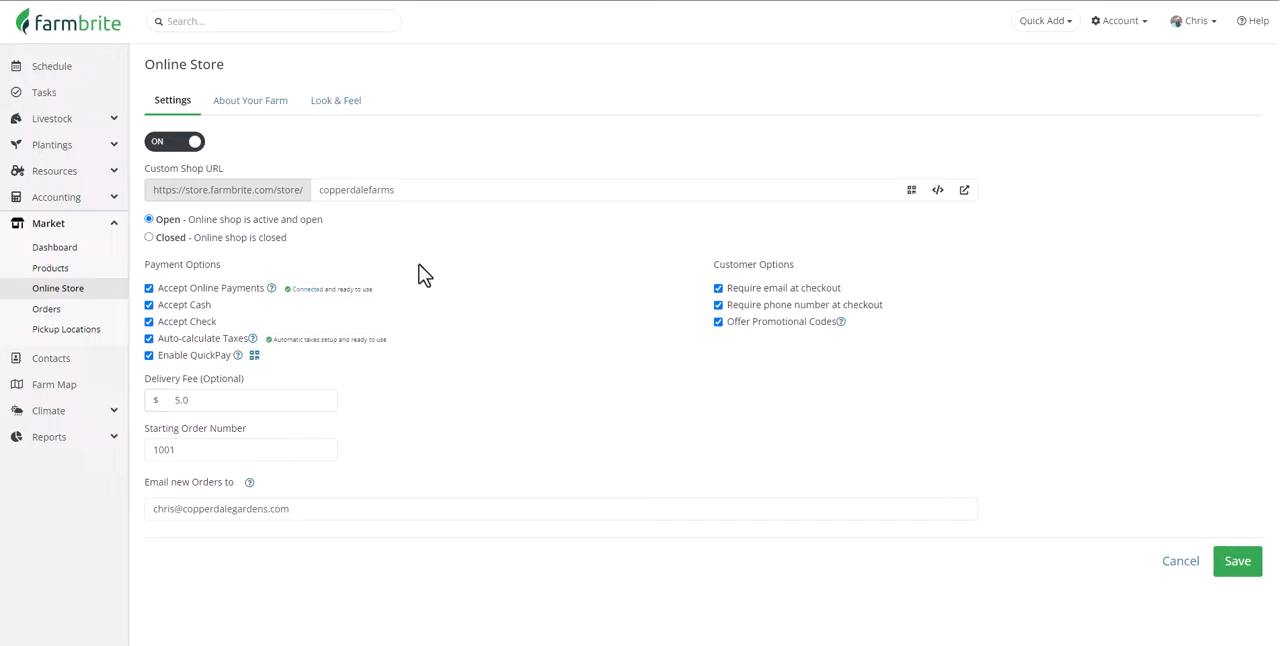 farmbrite
Search...
Quick Add
Account
Chris
Help
Schedule
Tasks
Livestock
Plantings
Resources
Accounting
Market
Dashboard
Products
Online Store
Orders
Pickup Locations
Contacts
Farm Map
Climate
Reports
Online Store
Settings About Your Farm Look & Feel
ON
Custom Shop URL
https://store.farmbrite.com/store/ copperdalefarms
Open - Online shop is active and open
Closed - Online shop is closed
Payment Options
Accept Online Payments Connected and ready to use
Accept Cash
Accept Check
Auto-calculate Taxes Automatic taxes setup and ready to use
Enable QuickPay
Customer Options
Require email at checkout
Require phone number at checkout
Offer Promotional Codes
Delivery Fee (Optional)
$ 5.0
Starting Order Number
1001
Email new Orders to
chris@copperdalegardens.com
Cancel Save